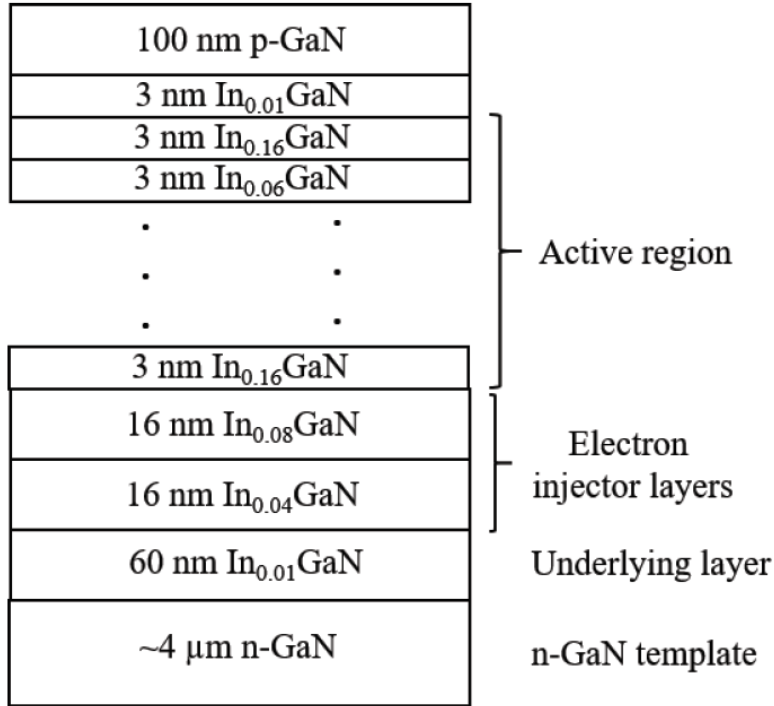 100 nm p-GaN
3 nm In₀.₀₁GaN
3 nm In₀.₁₆GaN
3 nm In₀.₀₆GaN
Active region
3 nm In₀.₁₆GaN
16 nm In₀.₀₈GaN
Electron
injector layers
16 nm In₀.₀₄GaN
60 nm In₀.₀₁GaN
Underlying layer
~4 µm n-GaN
n-GaN template